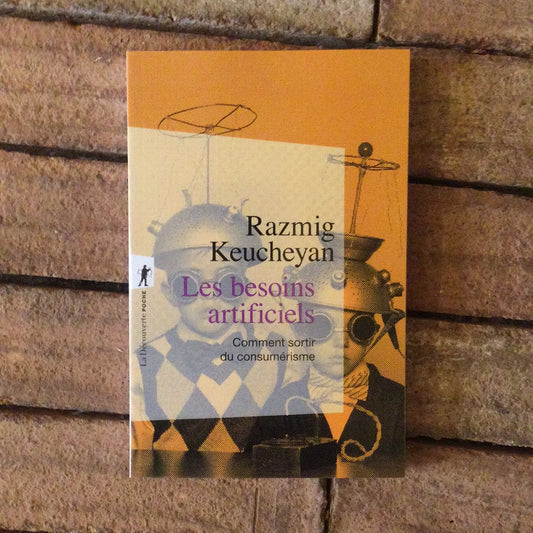 Razmig
Keucheyan
Les besoins
artificiels
Comment sortir
du consumérisme
La Découverte POCHE